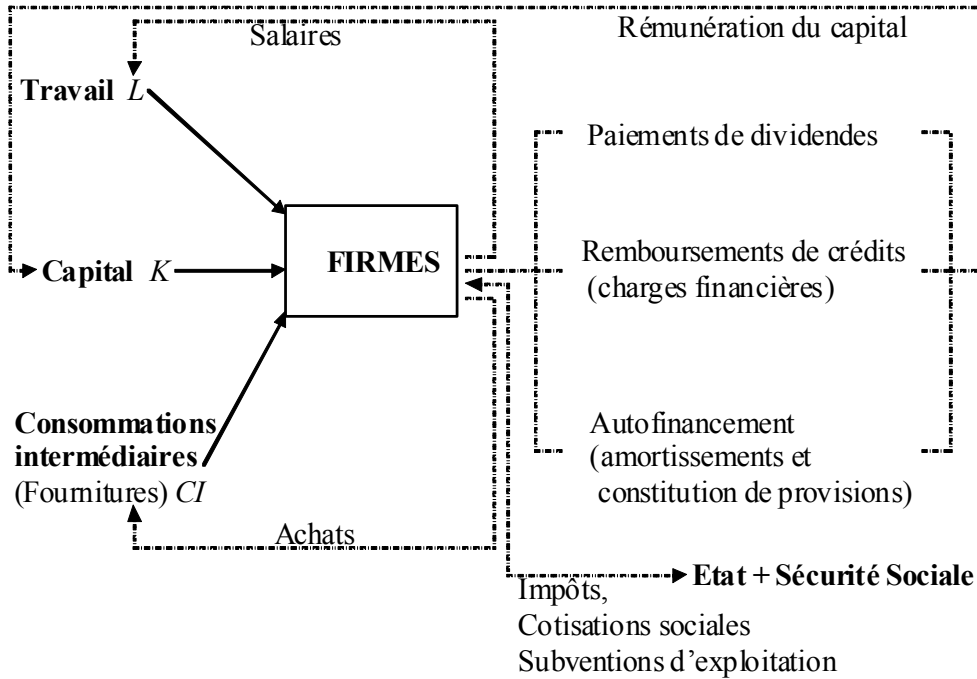 Salaires
Rémunération du capital
Travail L
Paiements de dividendes
FIRMES
Capital K
Remboursements de crédits
(charges financières)
Consommations
intermédiaires
(Fournitures) CI
Autofinancement
(amortissements et
constitution de provisions)
Achats
Etat + Sécurité Sociale
Impôts,
Cotisations sociales
Subventions d'exploitation